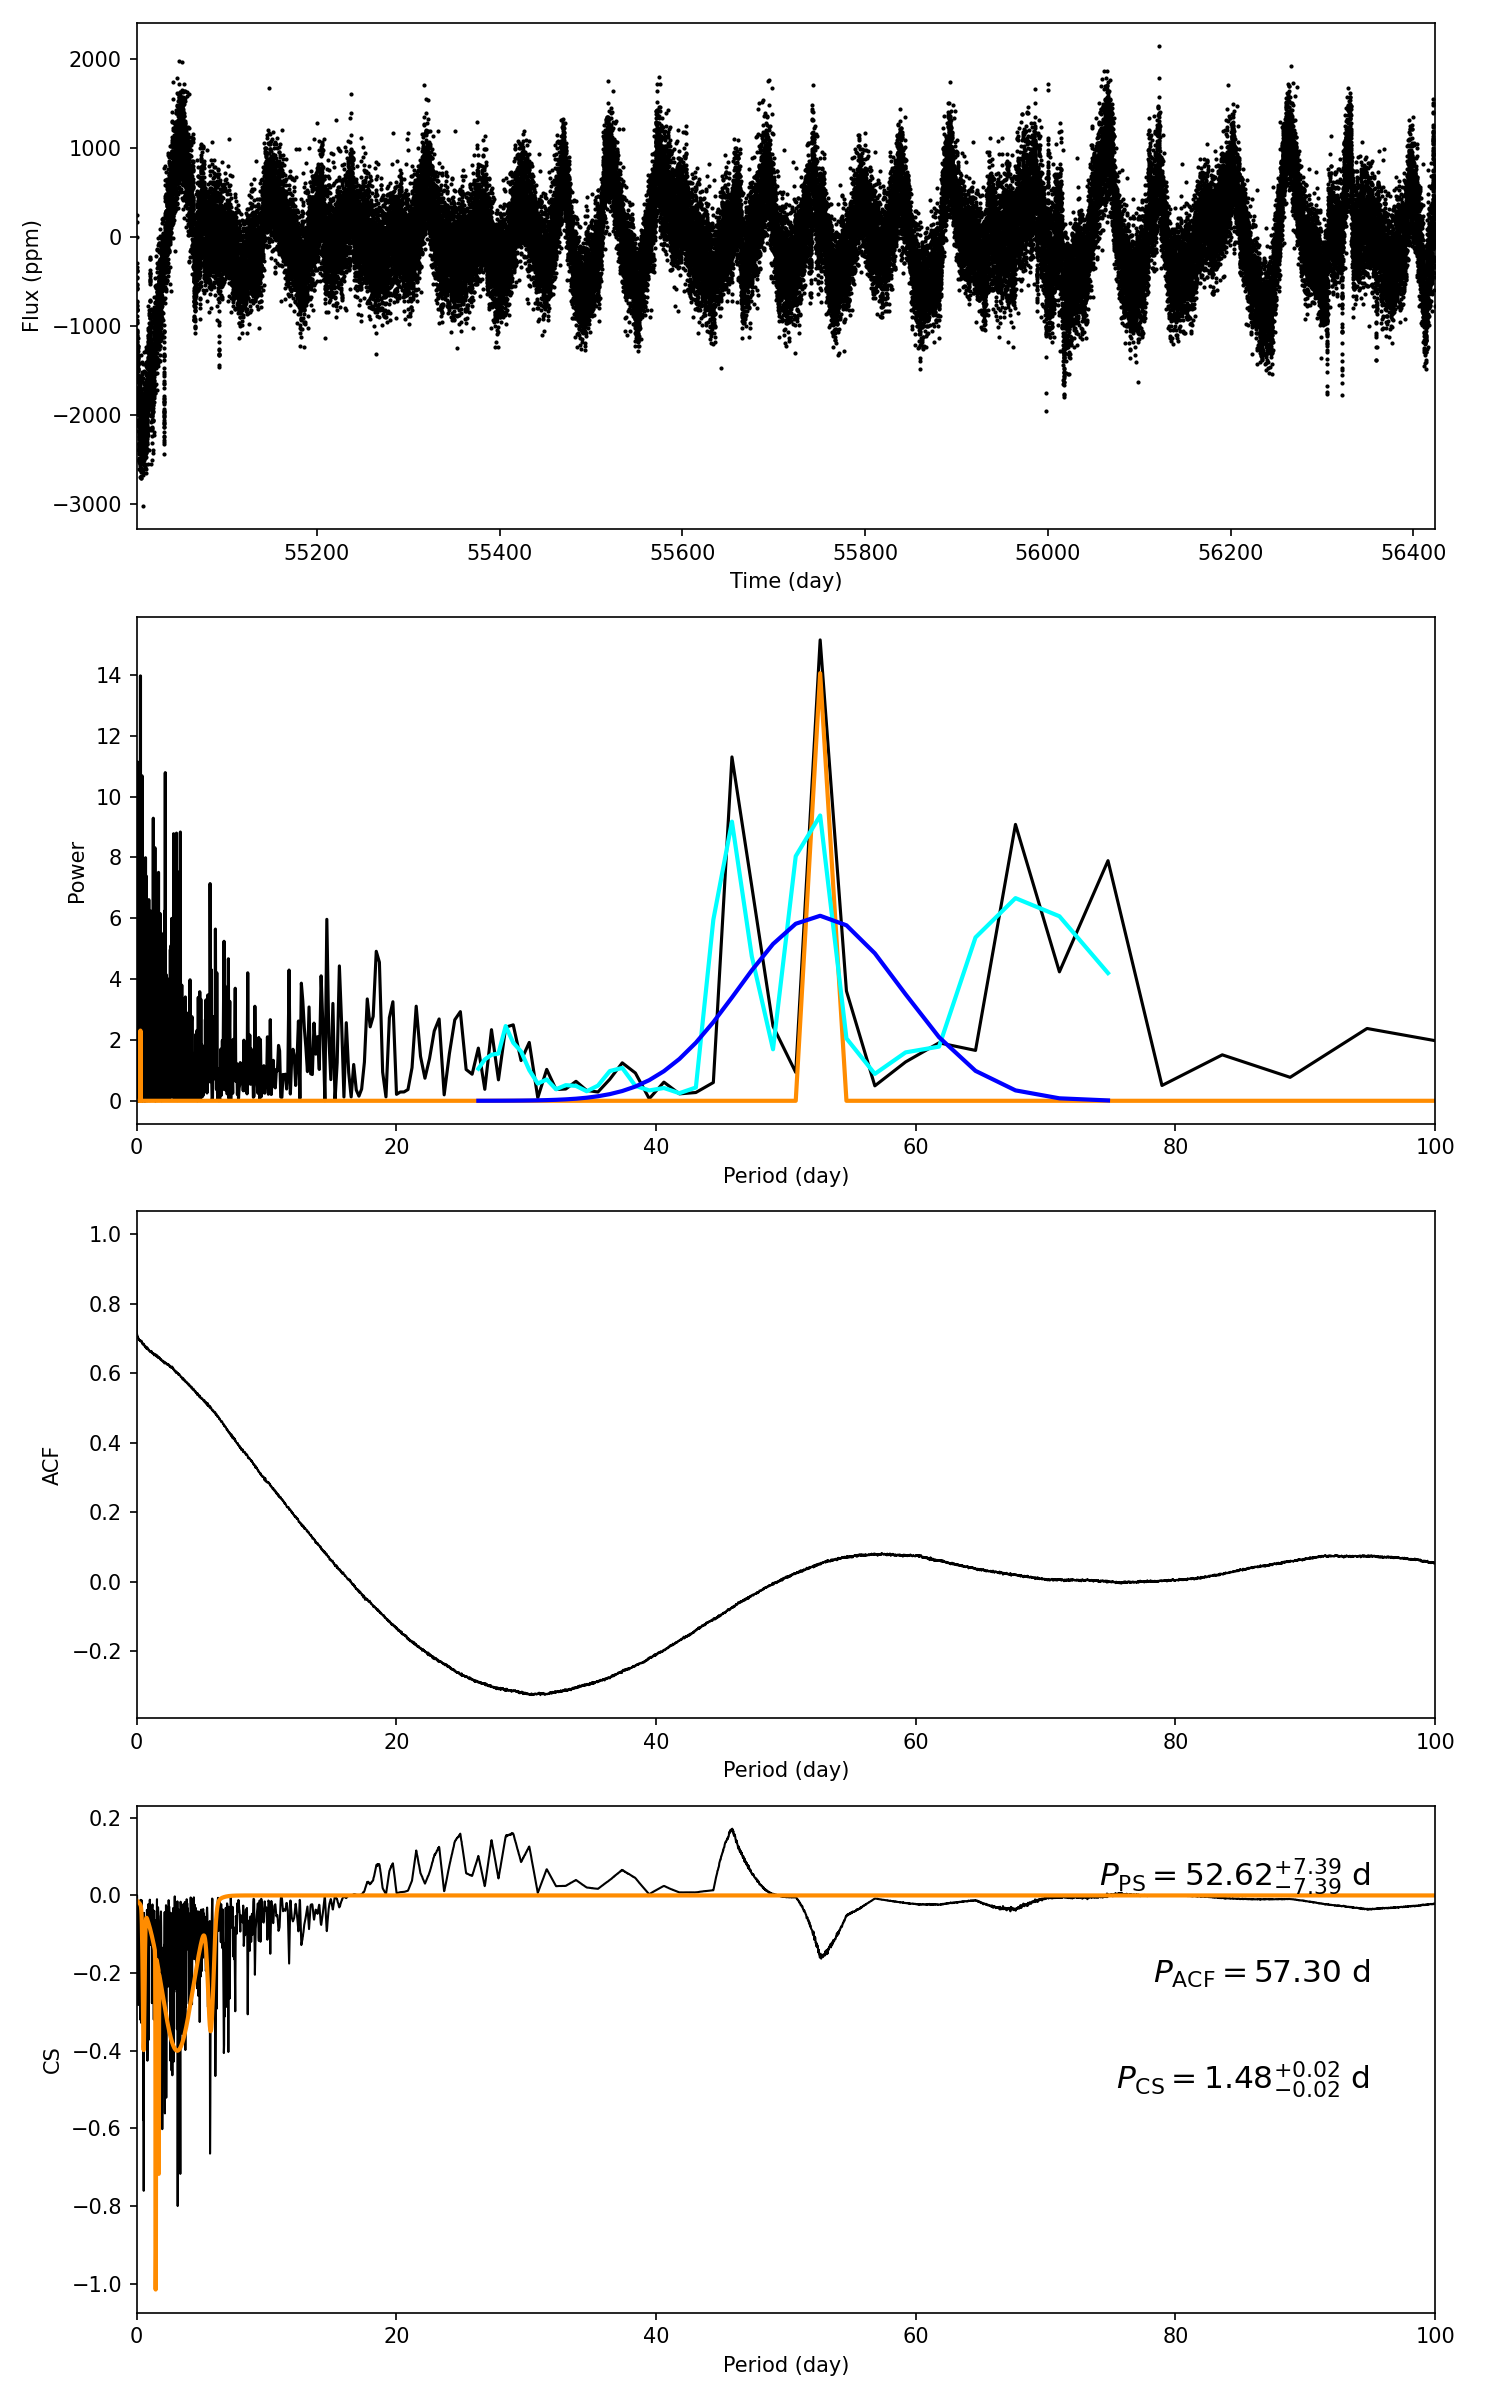 2000
1000
0
−1000
−2000
−3000
Flux (ppm)
55200 55400 55600 55800 56000 56200 56400
Time (day)
14
12
10
8
6
4
2
0
Power
0 20 40 60 80 100
Period (day)
1.0
0.8
0.6
0.4
0.2
0.0
−0.2
ACF
0 20 40 60 80 100
Period (day)
0.2
0.0
−0.2
−0.4
−0.6
−0.8
−1.0
CS
P_PS = 52.62^{+7.39}_{−7.39} d
P_ACF = 57.30 d
P_CS = 1.48^{+0.02}_{−0.02} d
0 20 40 60 80 100
Period (day)